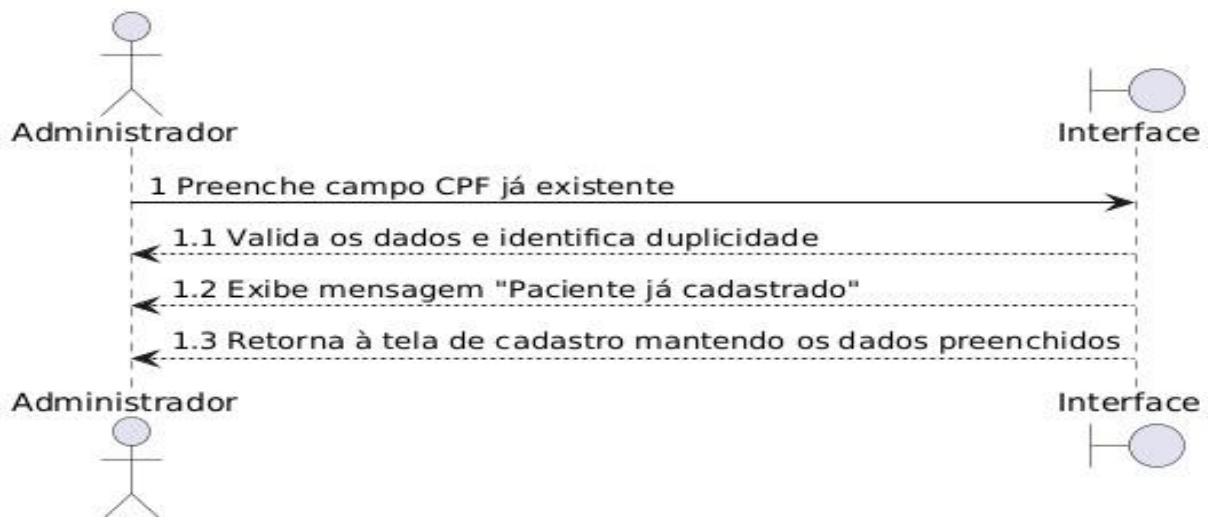 Administrador
Interface
1 Preenche campo CPF já existente
1.1 Valida os dados e identifica duplicidade
1.2 Exibe mensagem "Paciente já cadastrado"
1.3 Retorna à tela de cadastro mantendo os dados preenchidos
Administrador
Interface